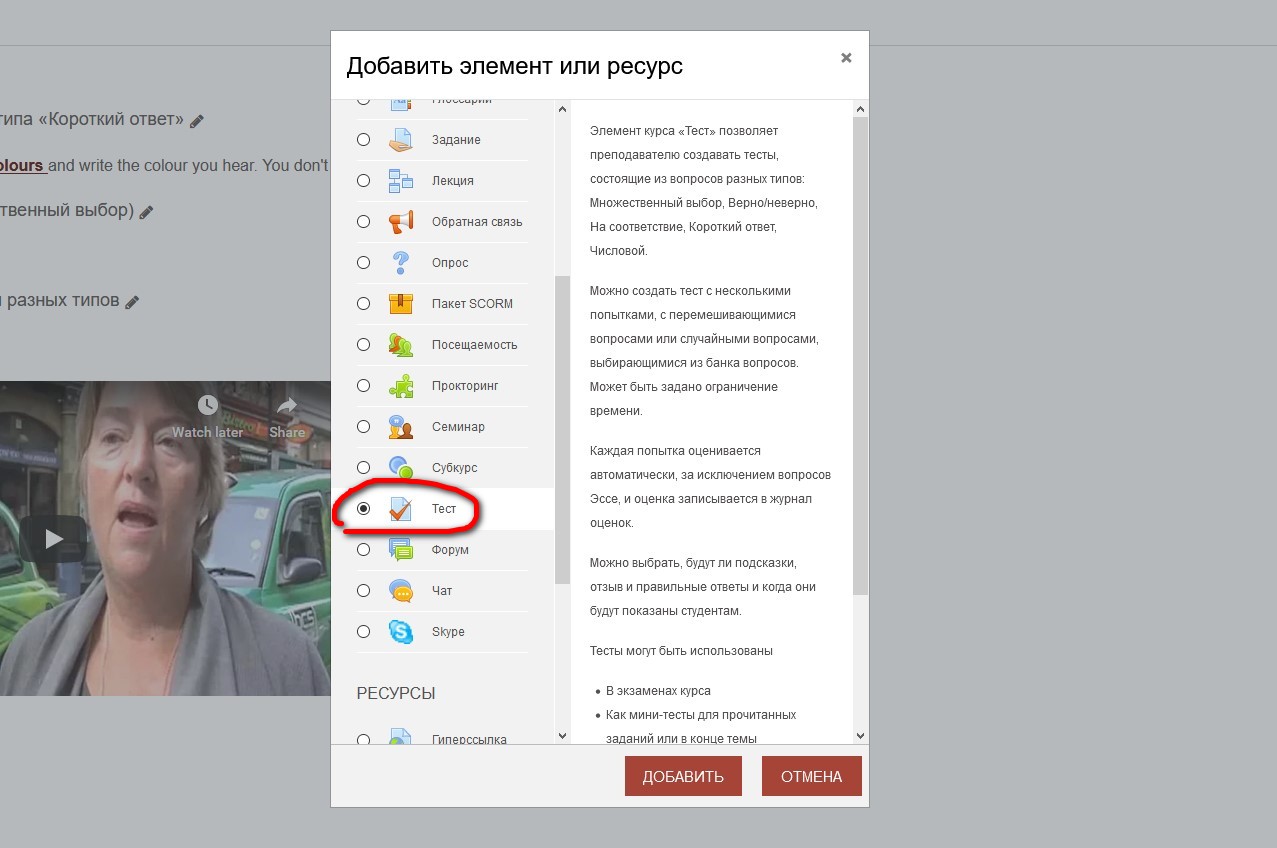 Добавить элемент или ресурс
типа «Короткий ответ»
olours and write the colour you hear. You don't
твенный выбор)
разных типов
Watch later
Share
Глоссарий
Задание
Лекция
Обратная связь
Опрос
Пакет SCORM
Посещаемость
Прокторинг
Семинар
Субкурс
Тест
Форум
Чат
Skype
РЕСУРСЫ
Гиперссылка
Элемент курса «Тест» позволяет
преподавателю создавать тесты,
состоящие из вопросов разных типов:
Множественный выбор, Верно/неверно,
На соответствие, Короткий ответ,
Числовой.
Можно создать тест с несколькими
попытками, с перемешивающимися
вопросами или случайными вопросами,
выбирающимися из банка вопросов.
Может быть задано ограничение
времени.
Каждая попытка оценивается
автоматически, за исключением вопросов
Эссе, и оценка записывается в журнал
оценок.
Можно выбрать, будут ли подсказки,
отзыв и правильные ответы и когда они
будут показаны студентам.
Тесты могут быть использованы
• В экзаменах курса
• Как мини-тесты для прочитанных
заданий или в конце темы
ДОБАВИТЬ
ОТМЕНА